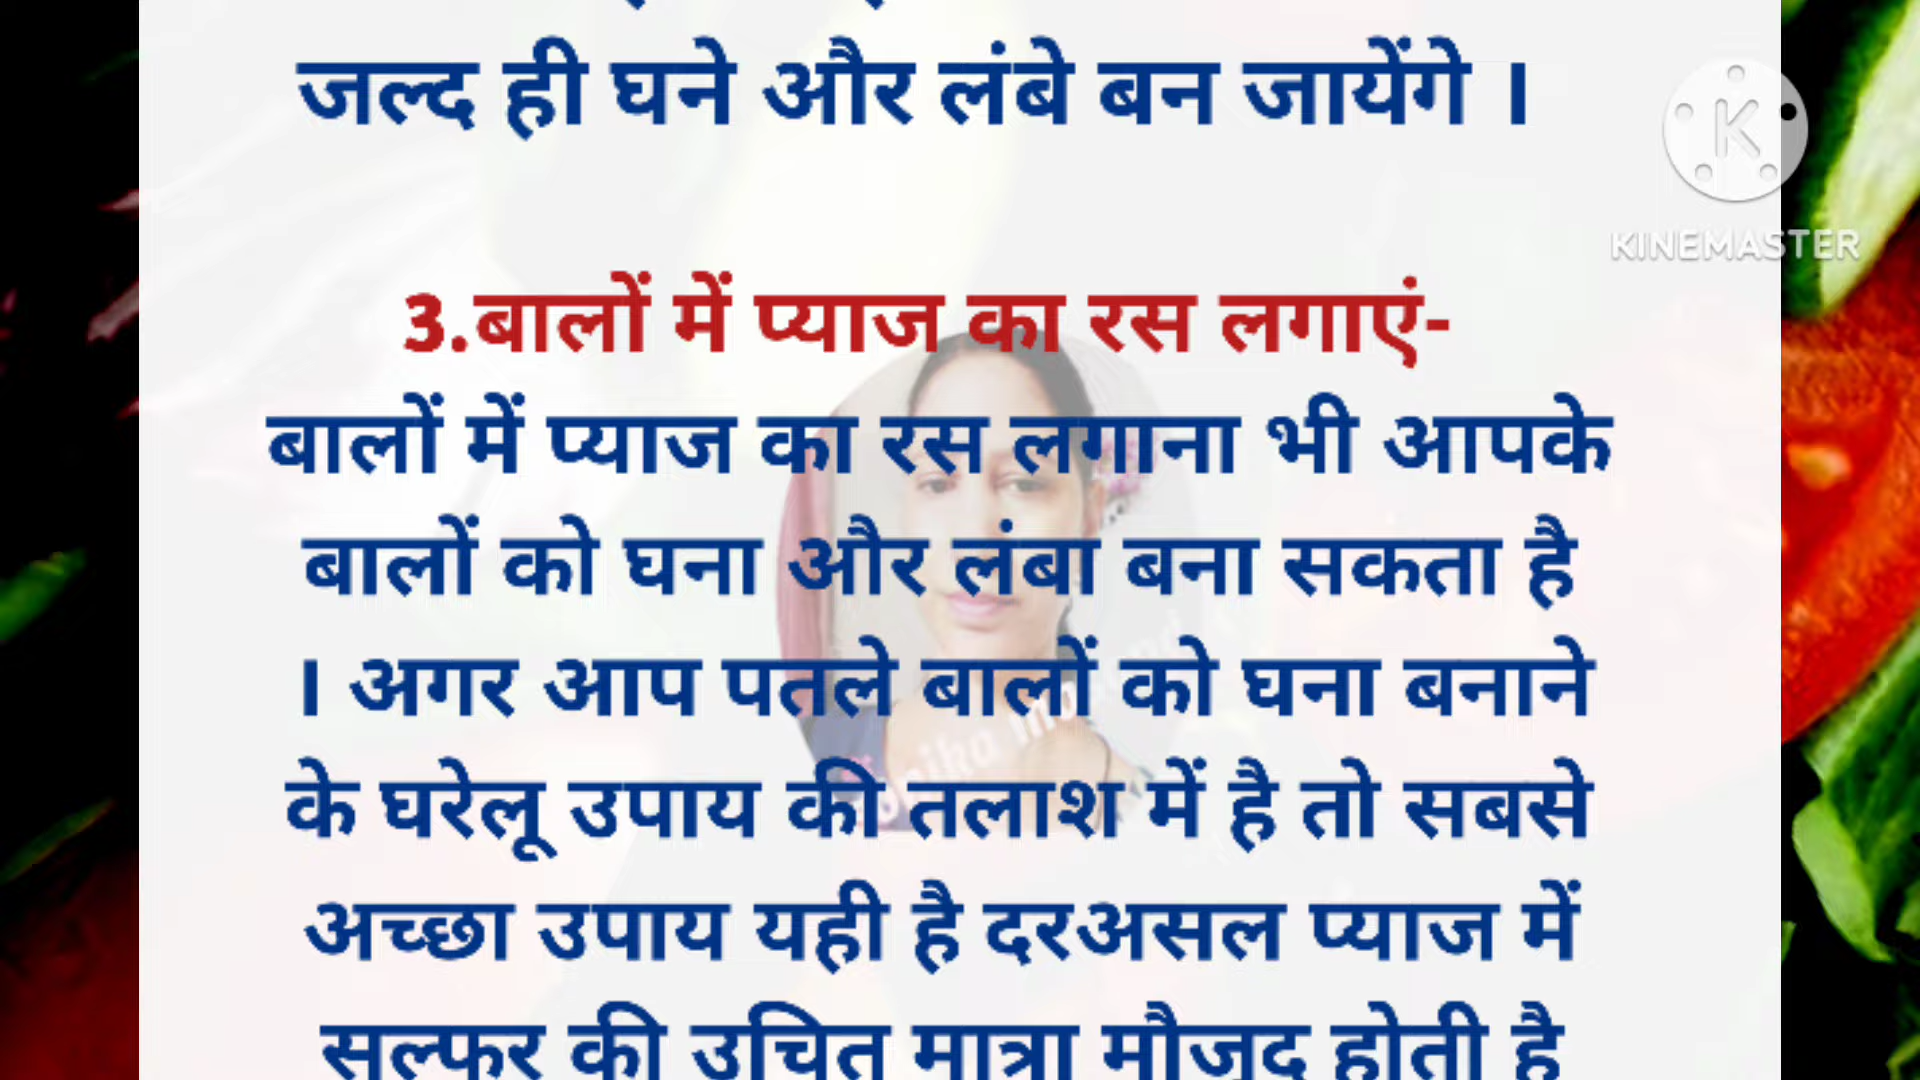 जल्द ही घने और लंबे बन जायेंगे ।
K
KINEMASTER
3.बालों में प्याज का रस लगाएं-
बालों में प्याज का रस लगाना भी आपके
बालों को घना और लंबा बना सकता है
। अगर आप पतले बालों को घना बनाने
के घरेलू उपाय की तलाश में है तो सबसे
अच्छा उपाय यही है दरअसल प्याज में
सल्फर की उचित मात्रा मौजूद होती है